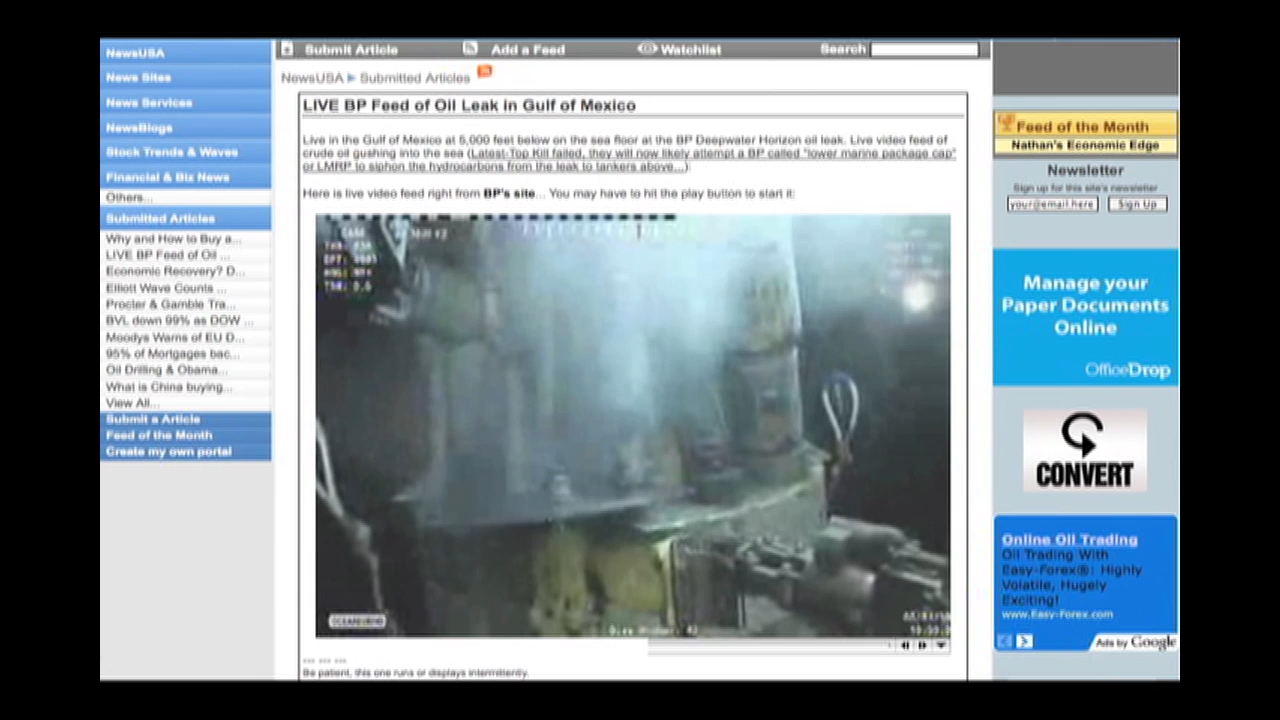 NewsUSA
News Sites
News Services
NewsBlogs
Stock Trends & Waves
Financial & Biz News
Others...
Submitted Articles
Why and How to Buy a...
LIVE BP Feed of Oil ...
Economic Recovery? D...
Elliott Wave Counts ...
Procter & Gamble Tra...
BVL down 99% as DOW ...
Moodys Warns of EU D...
95% of Mortgages bac...
Oil Drilling & Obama...
What is China buying...
View All...
Submit a Article
Feed of the Month
Create my own portal
Submit Article Add a Feed Watchlist Search
NewsUSA Submitted Articles
LIVE BP Feed of Oil Leak in Gulf of Mexico
Live in the Gulf of Mexico at 5,000 feet below on the sea floor at the BP Deepwater Horizon oil leak. Live video feed of
crude oil gushing into the sea (Latest-Top Kill failed, they will now likely attempt a BP called "lower marine package cap"
or LMRP to siphon the hydrocarbons from the leak to tankers above...):
Here is live video feed right from BP's site... You may have to hit the play button to start it:
*** *** ***
Be patient, this one runs or displays intermittently.
Feed of the Month
Nathan's Economic Edge
Newsletter
Sign up for this site's newsletter
your@email.here Sign Up
Manage your
Paper Documents
Online
OfficeDrop
CONVERT
Online Oil Trading
Oil Trading With
Easy-Forex®: Highly
Volatile, Hugely
Exciting!
www.Easy-Forex.com
Ads by Google